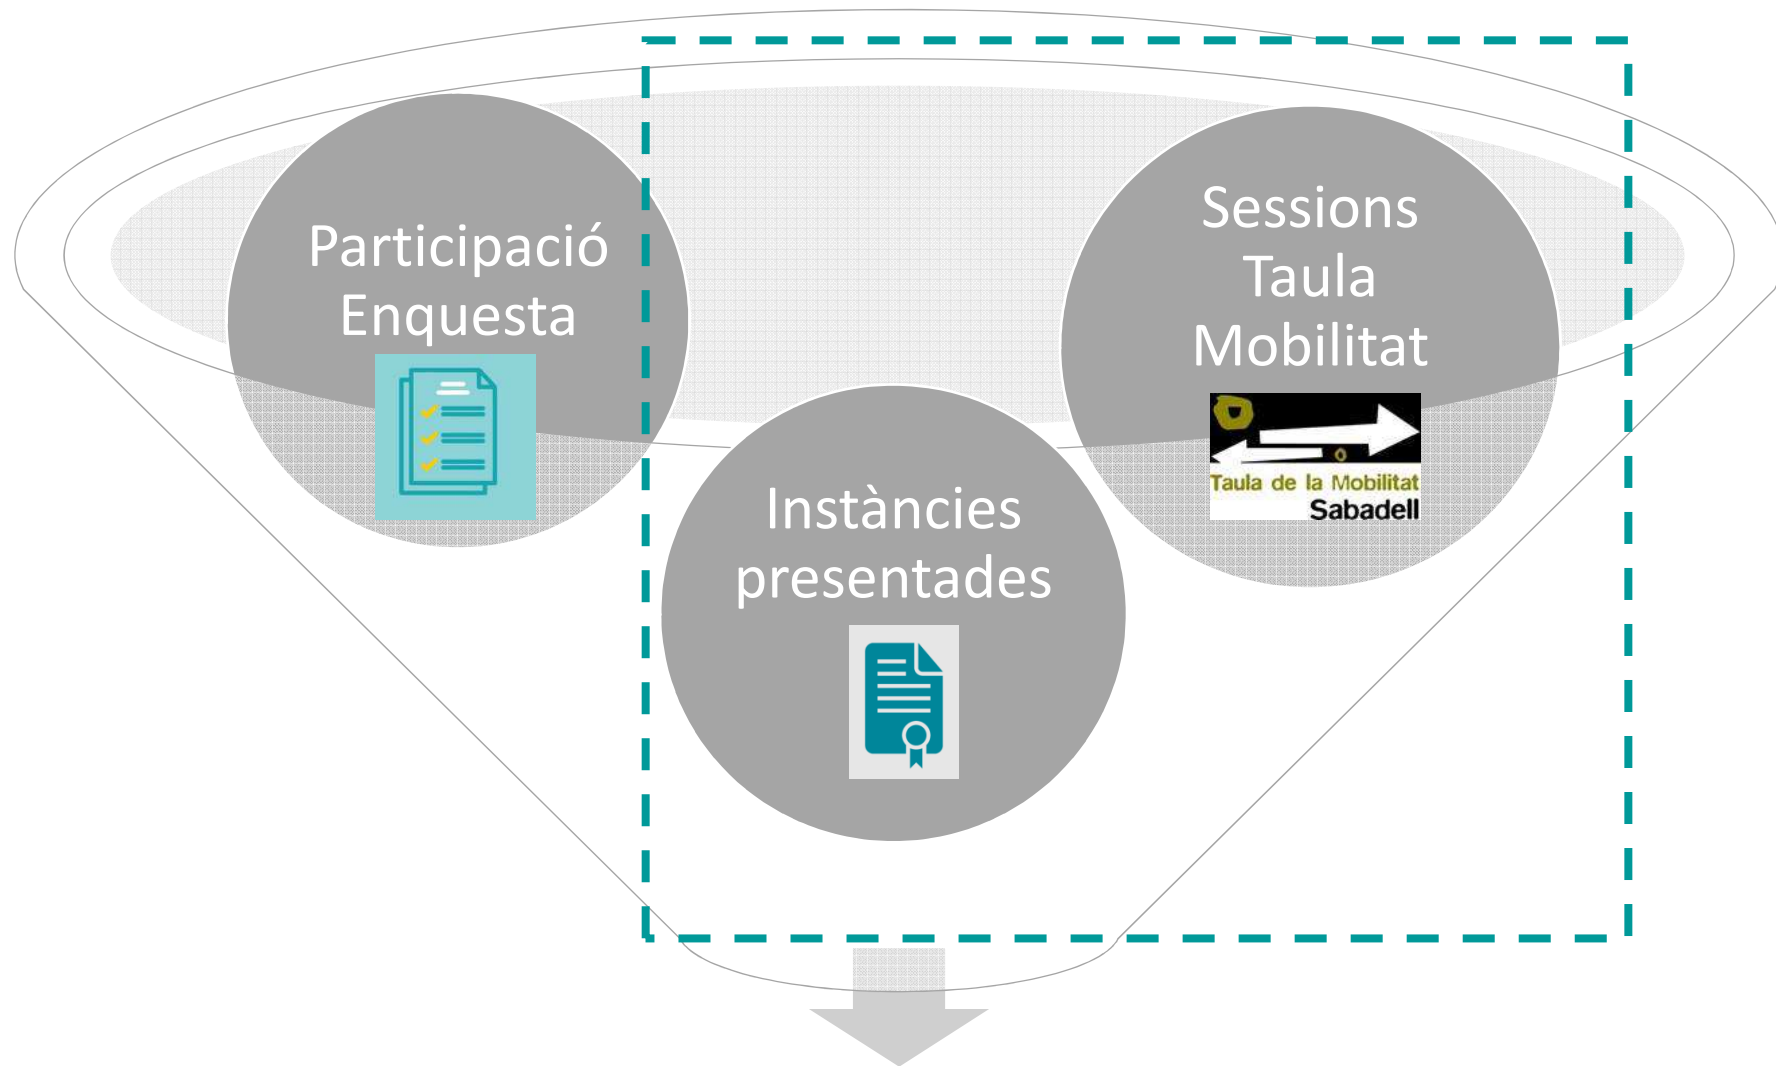 Participació
Enquesta
Sessions
Taula
Mobilitat
Taula de la Mobilitat
Sabadell
Instàncies
presentades